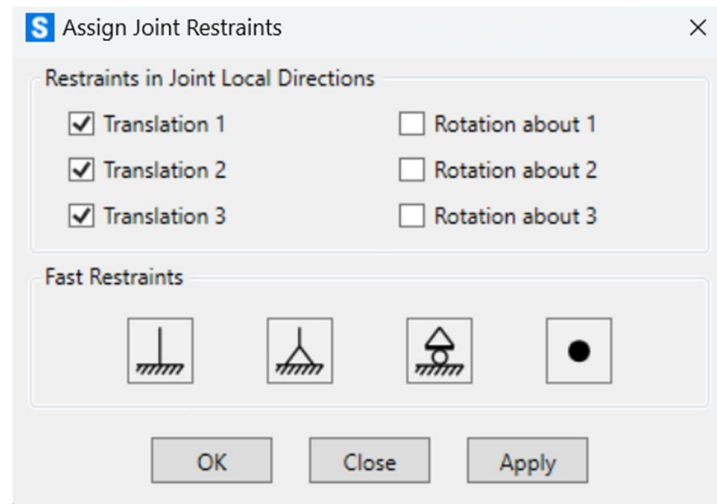 S Assign Joint Restraints
Restraints in Joint Local Directions
Translation 1 Rotation about 1
Translation 2 Rotation about 2
Translation 3 Rotation about 3
Fast Restraints
OK Close Apply